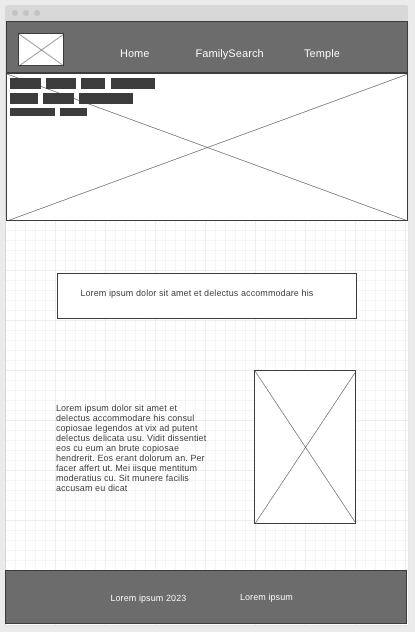 Home FamilySearch Temple
Lorem ipsum dolor sit amet et delectus accommodare his
Lorem ipsum dolor sit amet et
delectus accommodare his consul
copiosae legendos at vix ad putent
delectus delicata usu. Vidit dissentiet
eos cu eum an brute copiosae
hendrerit. Eos erant dolorum an. Per
facer affert ut. Mei iisque mentitum
moderatius cu. Sit munere facilis
accusam eu dicat
Lorem ipsum 2023 Lorem ipsum